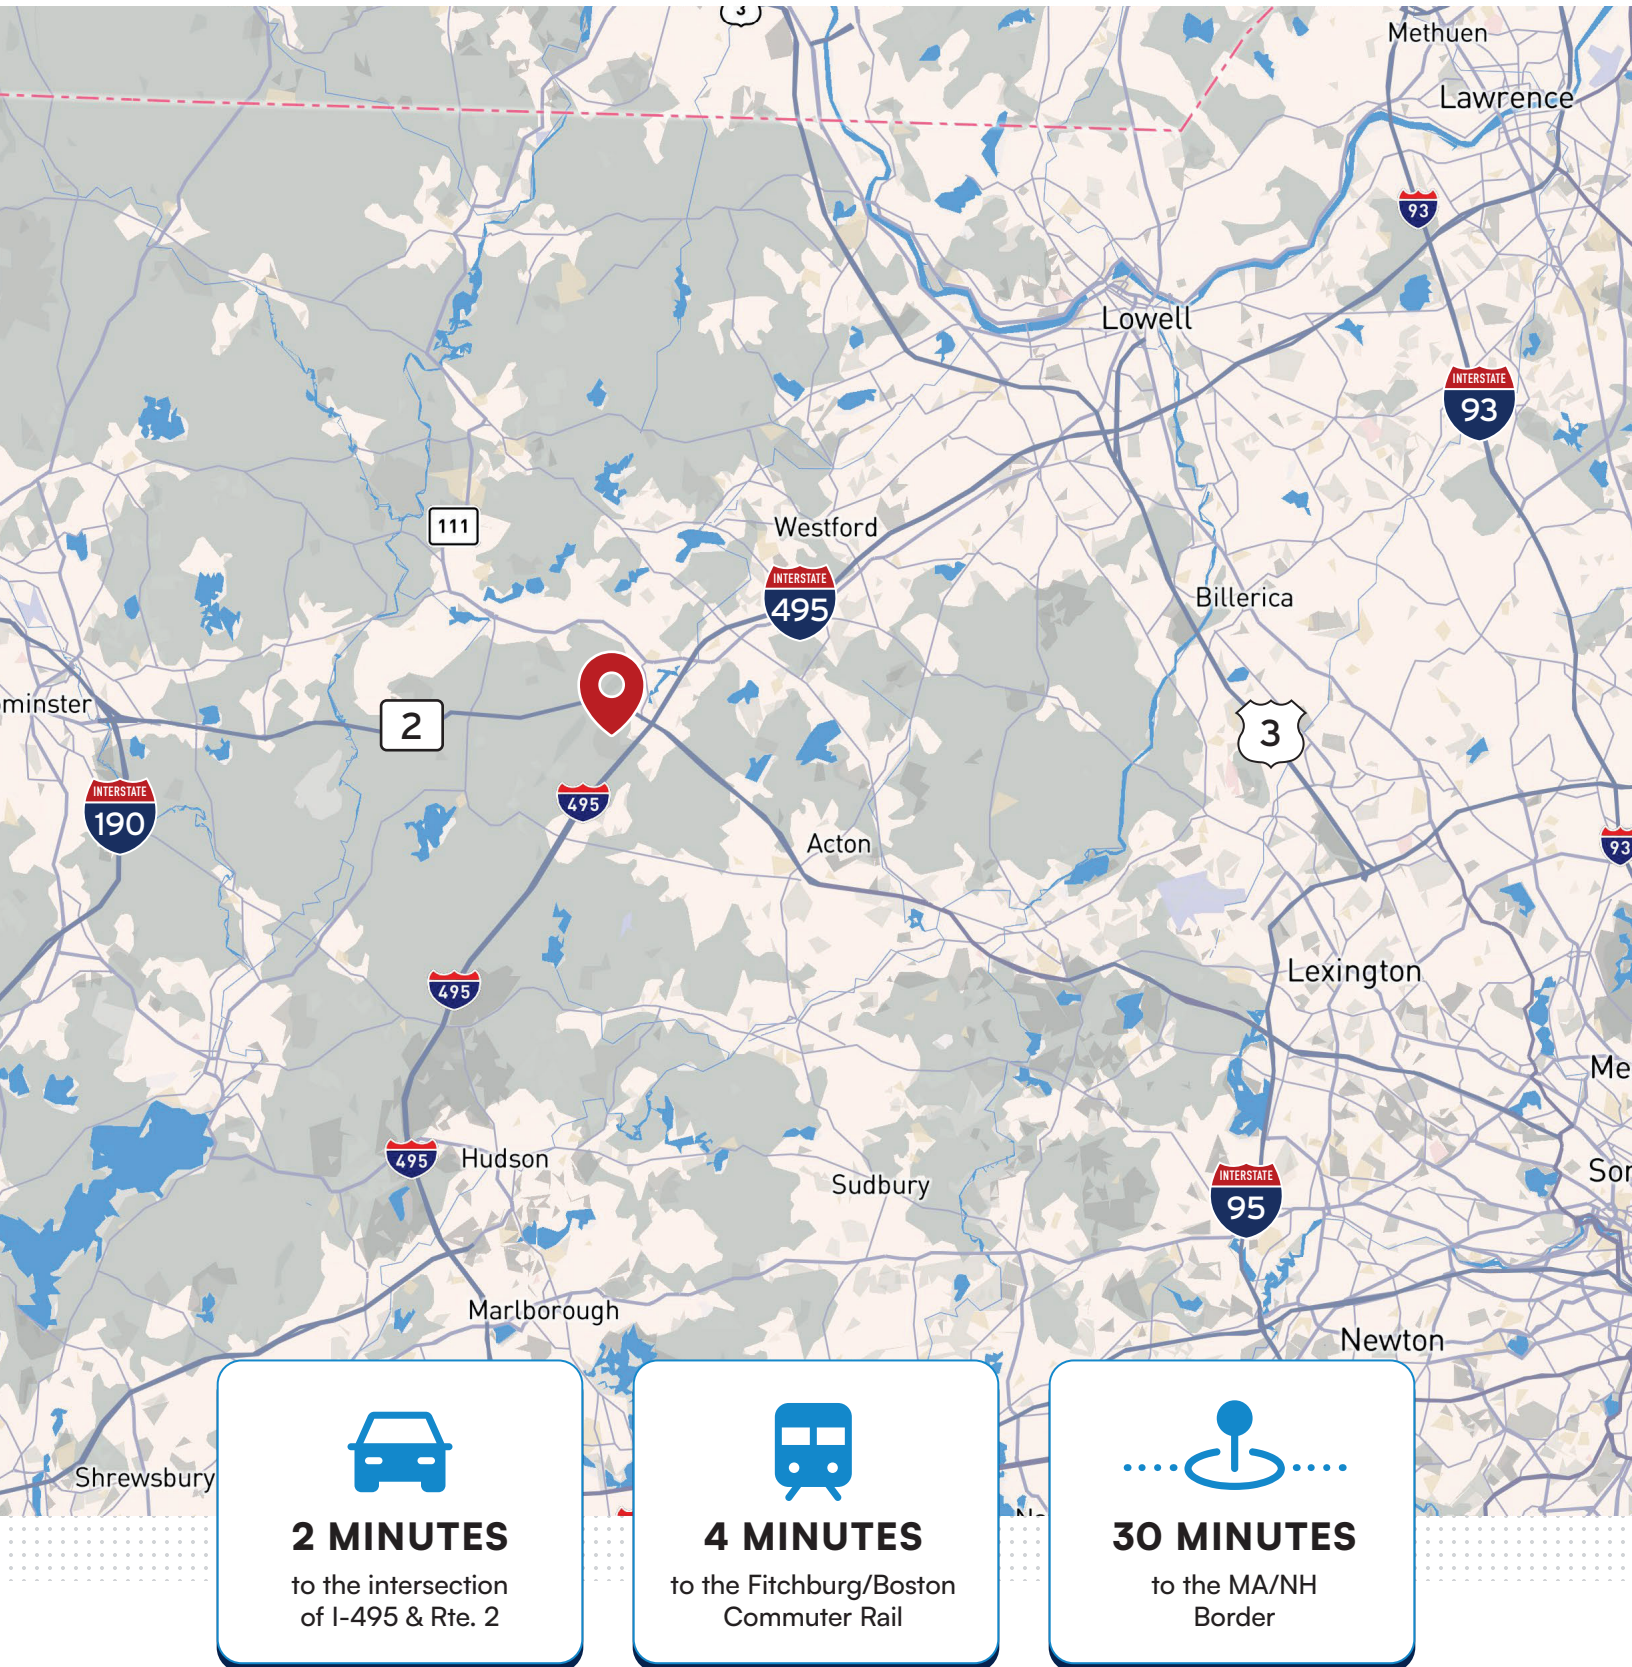 3
Methuen
Lawrence
93
Lowell
INTERSTATE
93
111
Westford
INTERSTATE
495
Billerica
minster
2
3
INTERSTATE
190
495
Acton
93
Lexington
495
Me
495
Hudson
Sudbury
Sor
INTERSTATE
95
Marlborough
Newton
Shrewsbury
2 MINUTES
to the intersection
of I-495 & Rte. 2
4 MINUTES
to the Fitchburg/Boston
Commuter Rail
30 MINUTES
to the MA/NH
Border